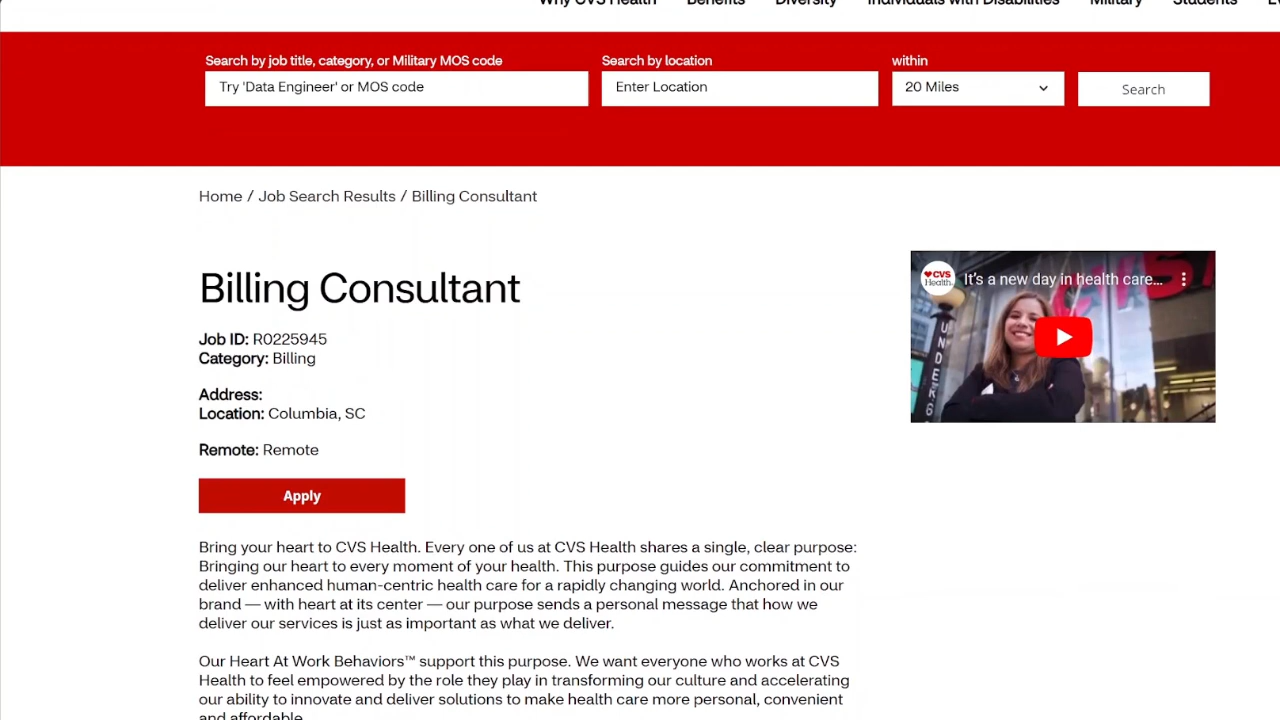 Why CVS Health Benefits Diversity Individuals with Disabilities Military Students
Search by job title, category, or Military MOS code Search by location within
Try 'Data Engineer' or MOS code Enter Location 20 Miles Search
Home / Job Search Results / Billing Consultant
Billing Consultant
Job ID: R0225945
Category: Billing
Address:
Location: Columbia, SC
Remote: Remote
Apply
CVS
Health.
It's a new day in health care...
UNDER
Bring your heart to CVS Health. Every one of us at CVS Health shares a single, clear purpose:
Bringing our heart to every moment of your health. This purpose guides our commitment to
deliver enhanced human-centric health care for a rapidly changing world. Anchored in our
brand — with heart at its center — our purpose sends a personal message that how we
deliver our services is just as important as what we deliver.
Our Heart At Work Behaviors™ support this purpose. We want everyone who works at CVS
Health to feel empowered by the role they play in transforming our culture and accelerating
our ability to innovate and deliver solutions to make health care more personal, convenient
and affordable.